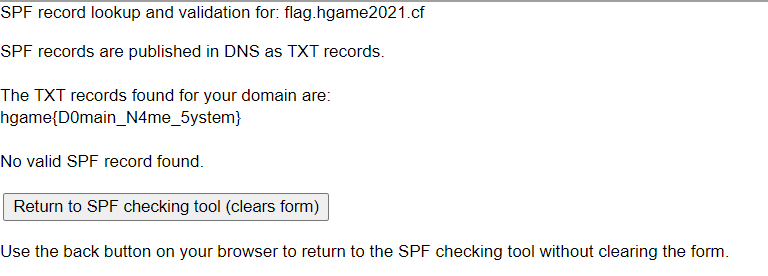 SPF record lookup and validation for: flag.hgame2021.cf
SPF records are published in DNS as TXT records.
The TXT records found for your domain are:
hgame{D0main_N4me_5ystem}
No valid SPF record found.
Return to SPF checking tool (clears form)
Use the back button on your browser to return to the SPF checking tool without clearing the form.